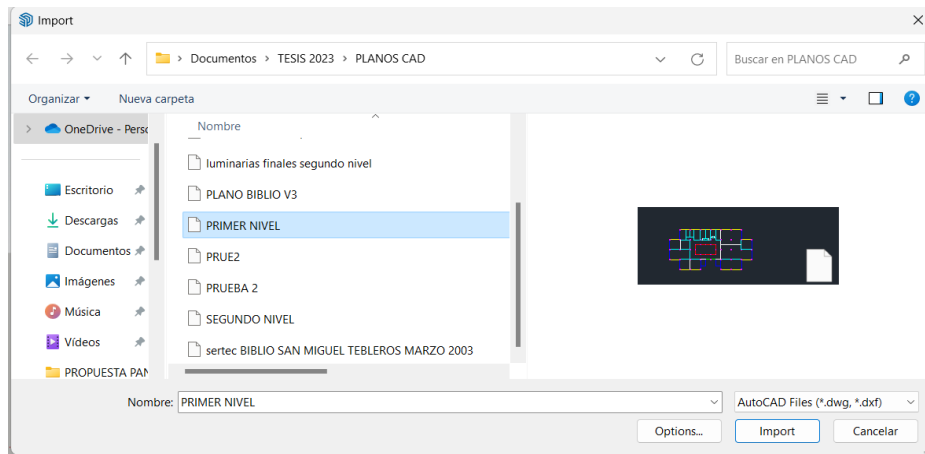 Import
Documentos > TESIS 2023 > PLANOS CAD
Buscar en PLANOS CAD
Organizar
Nueva carpeta
OneDrive - Perso
Nombre
luminarias finales segundo nivel
Escritorio
PLANO BIBLIO V3
Descargas
PRIMER NIVEL
Documentos
PRUE2
Imágenes
PRUEBA 2
Música
SEGUNDO NIVEL
Vídeos
sertec BIBLIO SAN MIGUEL TEBLEROS MARZO 2003
PROPUESTA PAN
Nombre: PRIMER NIVEL
AutoCAD Files (*.dwg, *.dxf)
Options...
Import
Cancelar